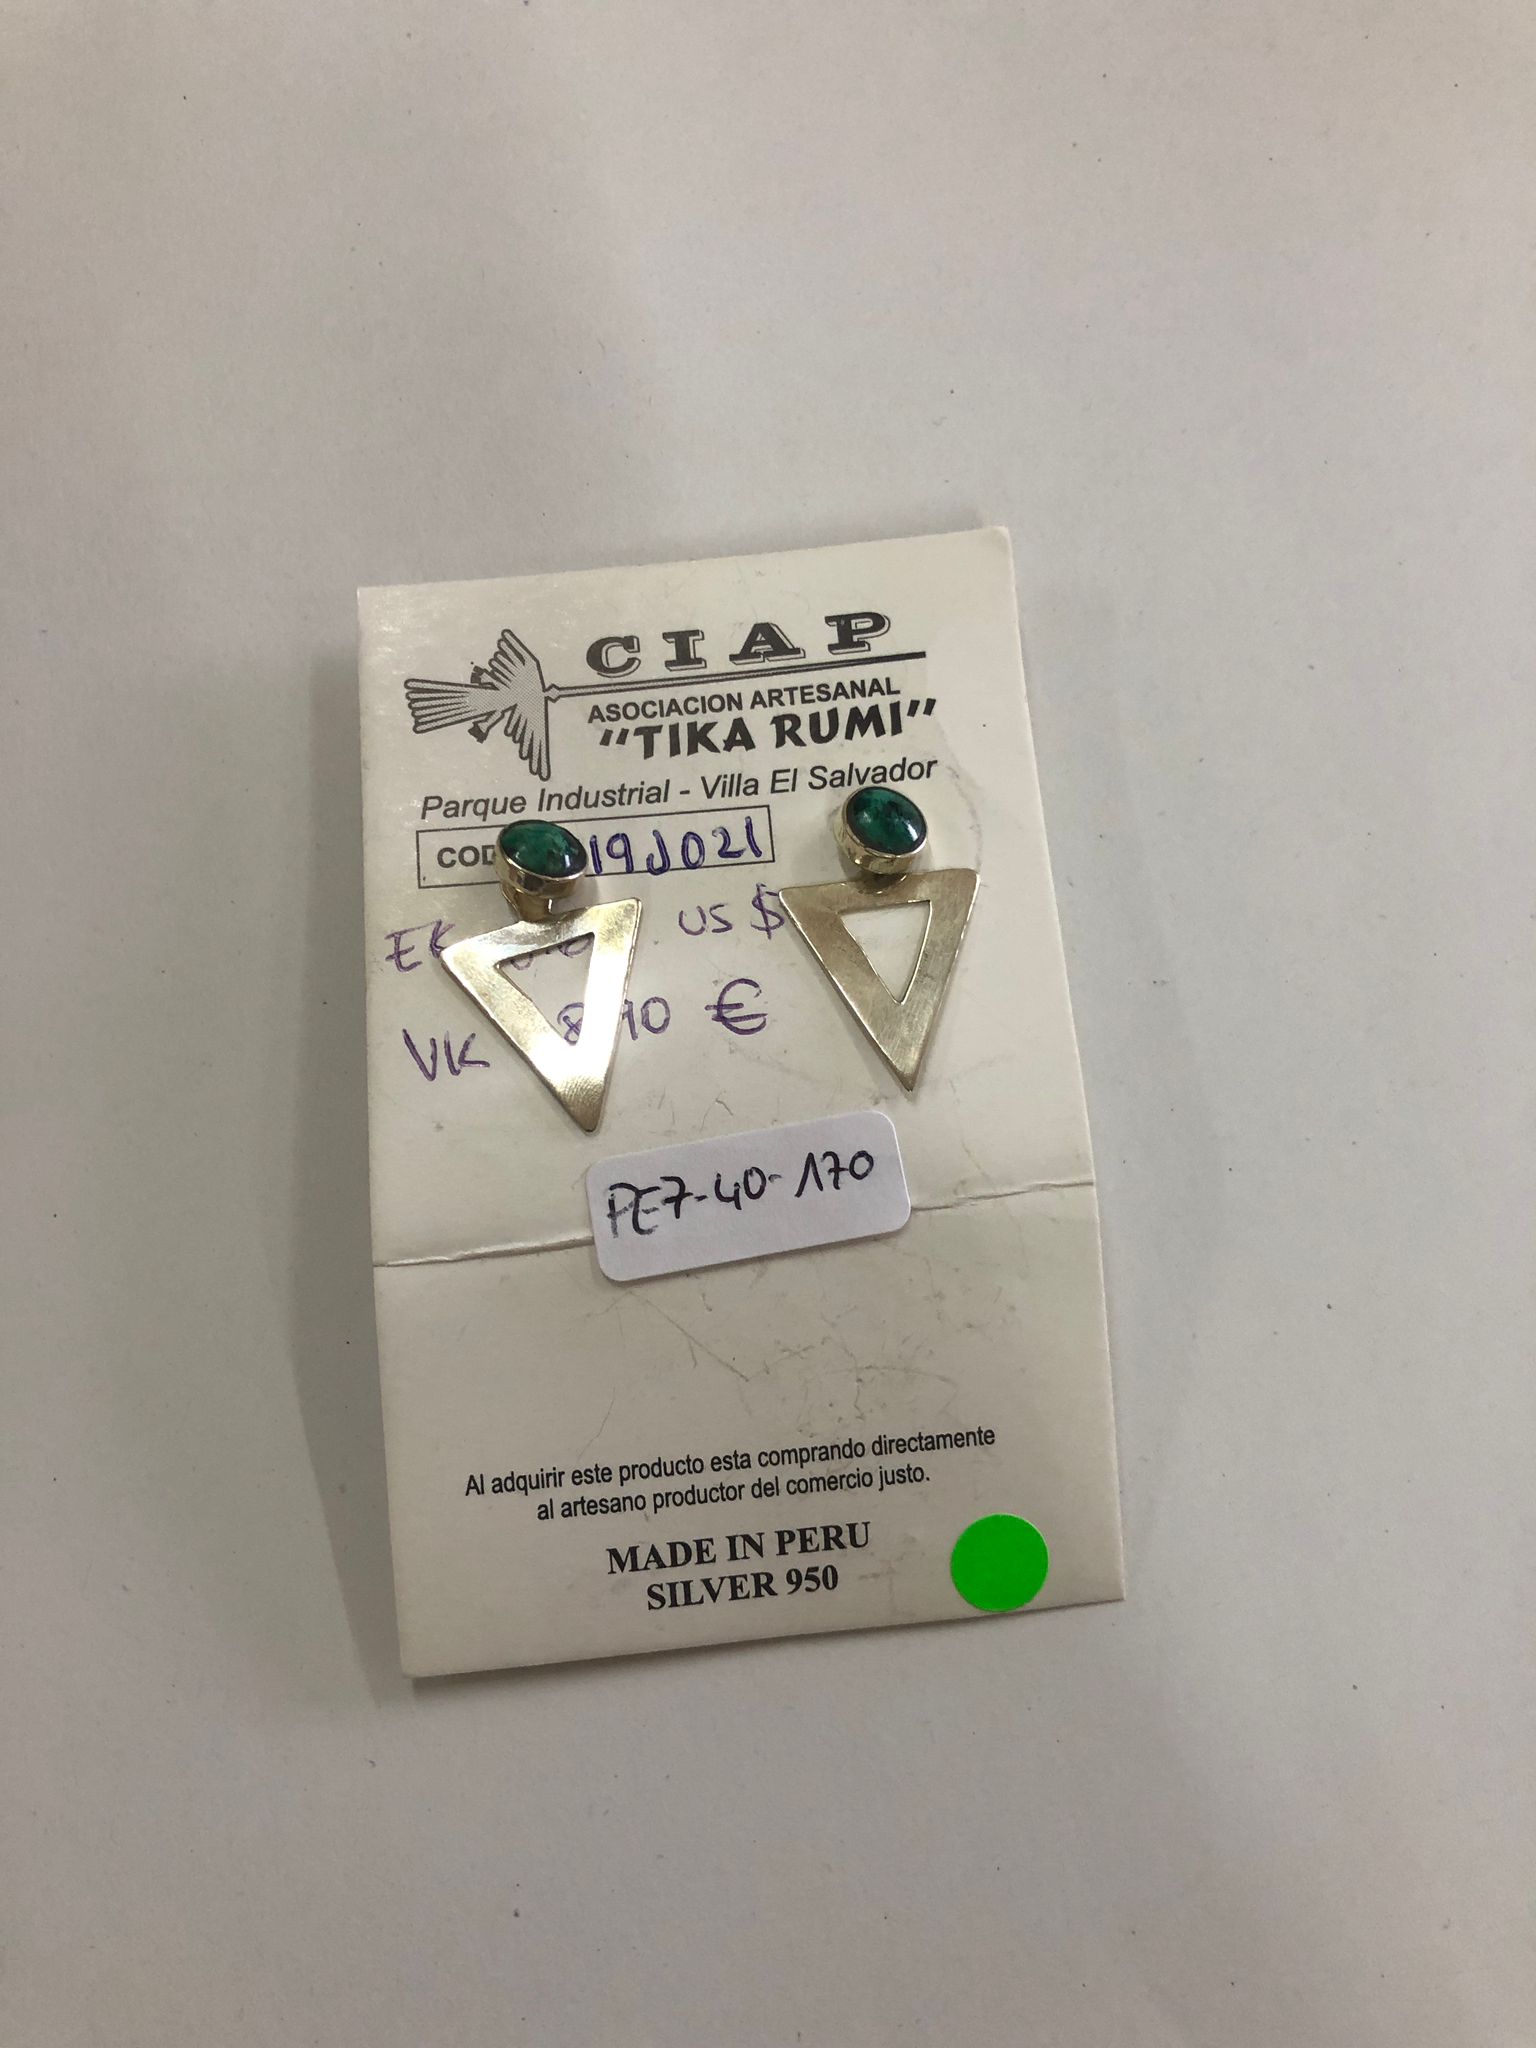 CIAP
ASOCIACION ARTESANAL
"TIKA RUMI"
Parque Industrial - Villa El Salvador
19J021
US $
VK €
PE7-40-170
Al adquirir este producto esta comprando directamente
al artesano productor del comercio justo.
MADE IN PERU
SILVER 950